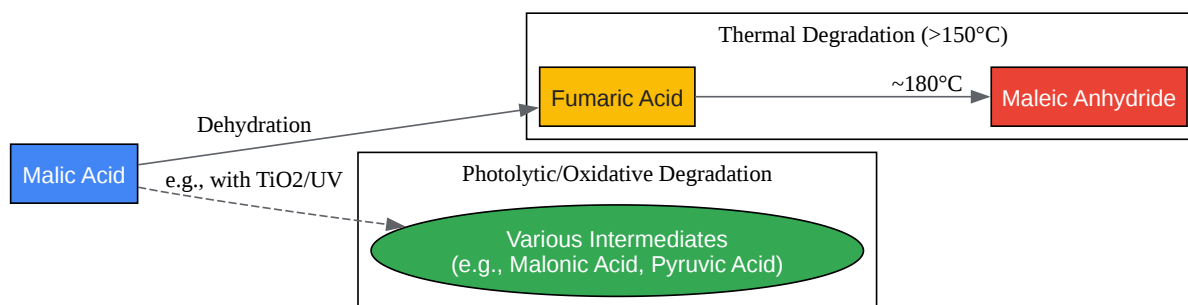 Thermal Degradation (>150°C)
Fumaric Acid
~180°C
Maleic Anhydride
Dehydration
Malic Acid
e.g., with TiO2/UV
Photolytic/Oxidative Degradation
Various Intermediates
(e.g., Malonic Acid, Pyruvic Acid)